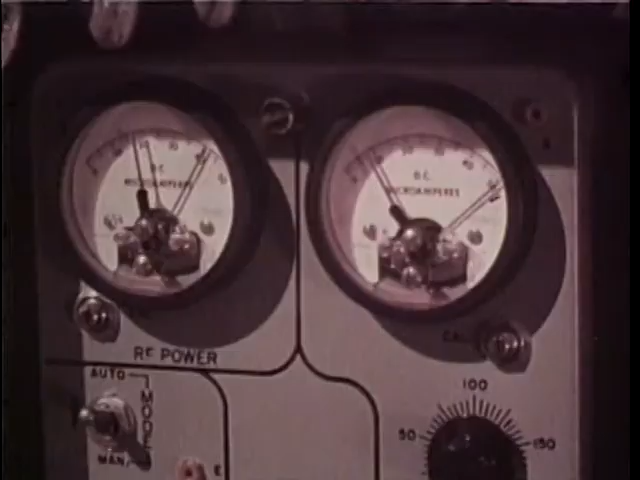 D.C.
MICROAMPERES
D.C.
MICROAMPERES
RF POWER
AUTO
MODE
MAN.
E
50
100
150